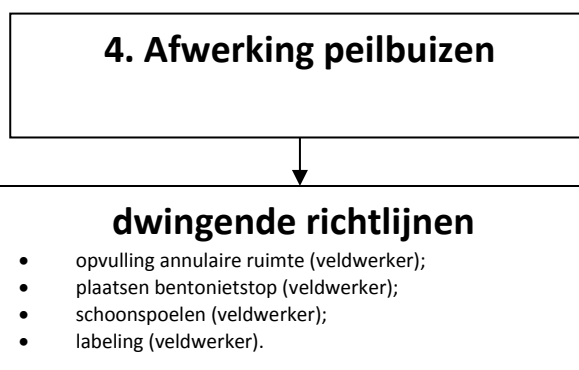 4. Afwerking peilbuizen
dwingende richtlijnen
• opvulling annulaire ruimte (veldwerker);
• plaatsen bentonietstop (veldwerker);
• schoonspoelen (veldwerker);
• labeling (veldwerker).